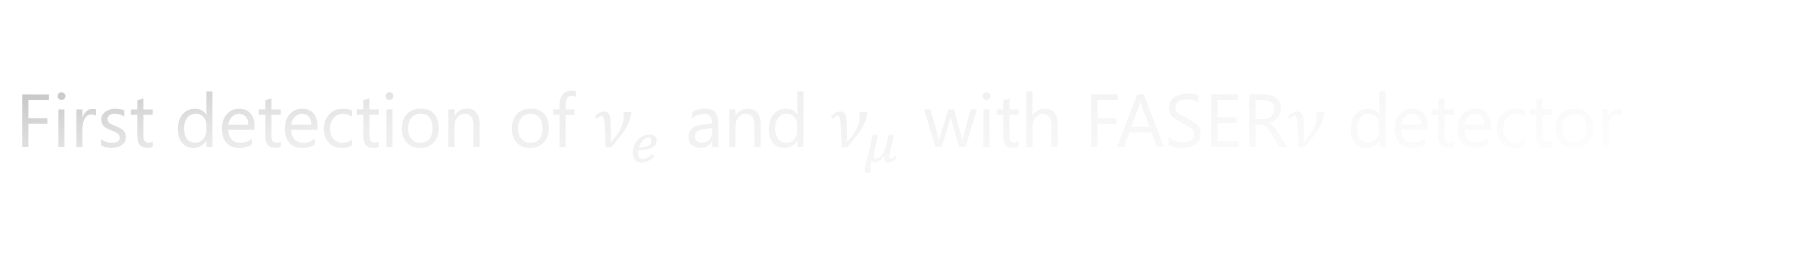 First detection of 𝜈ₑ and 𝜈_μ with FASER𝜈 detector